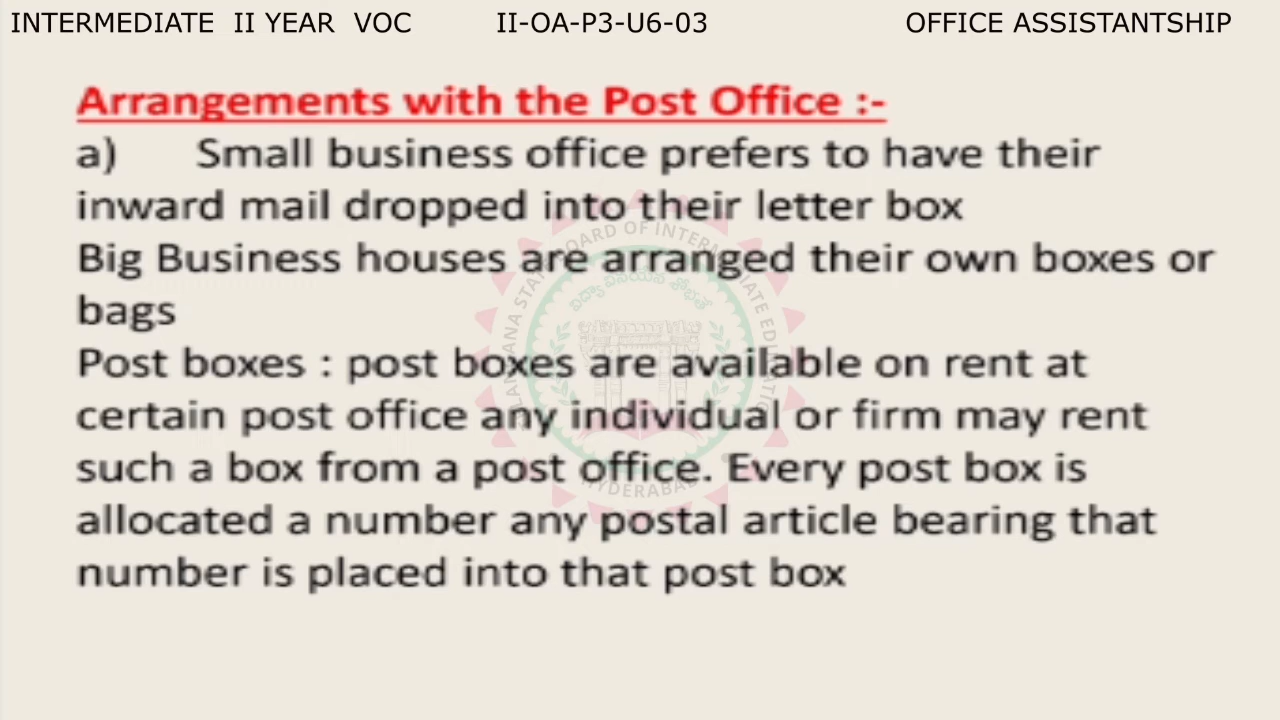 INTERMEDIATE II YEAR VOC II-OA-P3-U6-03 OFFICE ASSISTANTSHIP
Arrangements with the Post Office :-
a) Small business office prefers to have their
inward mail dropped into their letter box
Big Business houses are arranged their own boxes or
bags
Post boxes : post boxes are available on rent at
certain post office any individual or firm may rent
such a box from a post office. Every post box is
allocated a number any postal article bearing that
number is placed into that post box